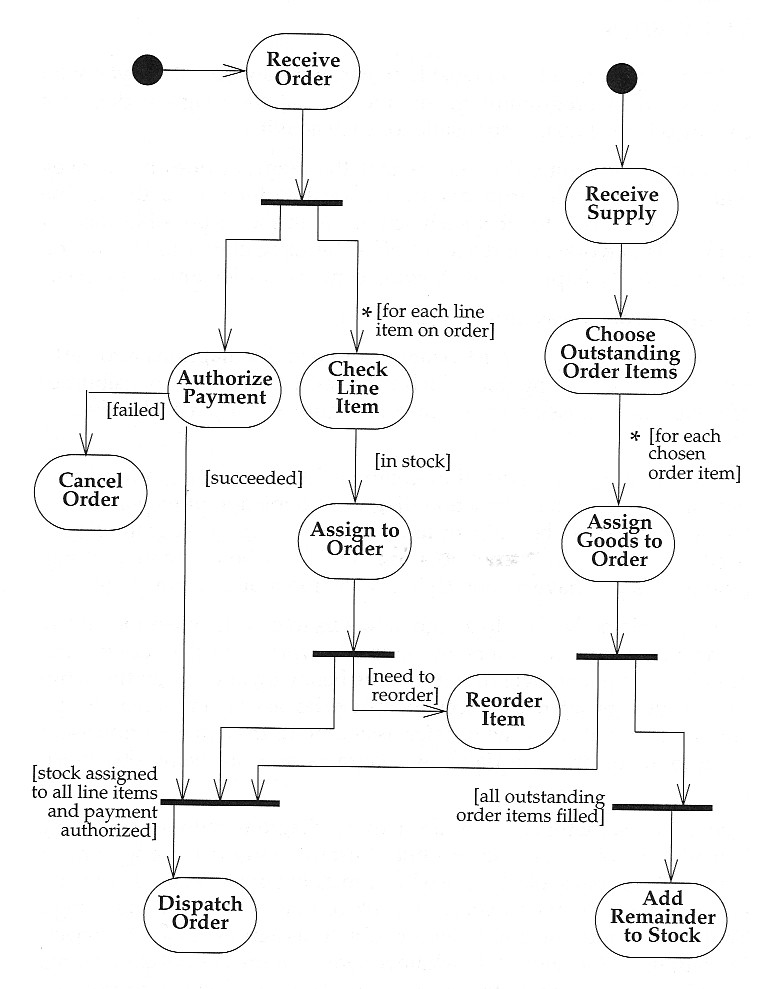 Receive
Order
Receive
Supply
* [for each line
item on order]
Choose
Outstanding
Order Items
Authorize
Payment
Check
Line
Item
[failed]
[succeeded]
[in stock]
* [for each
chosen
order item]
Cancel
Order
Assign to
Order
Assign
Goods to
Order
[need to
reorder]
Reorder
Item
[stock assigned
to all line items
and payment
authorized]
[all outstanding
order items filled]
Dispatch
Order
Add
Remainder
to Stock